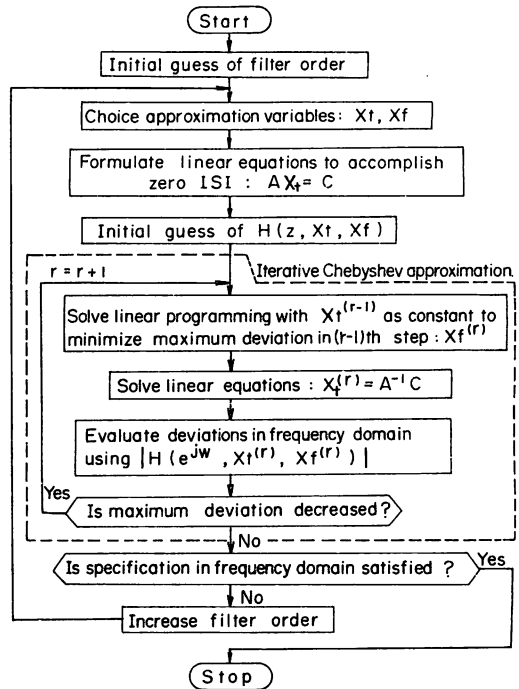 Start
Initial guess of filter order
Choice approximation variables: Xt, Xf
Formulate linear equations to accomplish
zero ISI : AXt = C
Initial guess of H(z, Xt, Xf)
r = r+1
Iterative Chebyshev approximation.
Solve linear programming with Xt^(r-1) as constant to
minimize maximum deviation in (r-1)th step : Xf^(r)
Solve linear equations : Xt^(r) = A^-1 C
Evaluate deviations in frequency domain
using |H(e^jw, Xt^(r), Xf^(r))|
Yes
Is maximum deviation decreased?
No
Is specification in frequency domain satisfied ?
Yes
No
Increase filter order
Stop